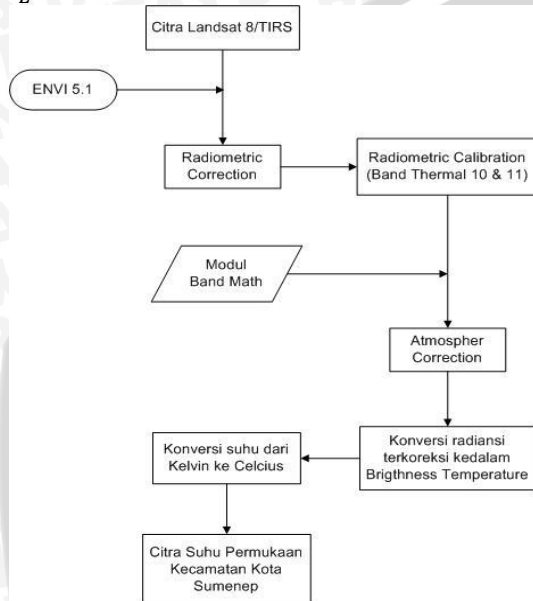 Citra Landsat 8/TIRS
ENVI 5.1
Radiometric
Correction
Radiometric Calibration
(Band Thermal 10 & 11)
Modul
Band Math
Atmospher
Correction
Konversi suhu dari
Kelvin ke Celcius
Konversi radiansi
terkoreksi kedalam
Brigthness Temperature
Citra Suhu Permukaan
Kecamatan Kota
Sumenep